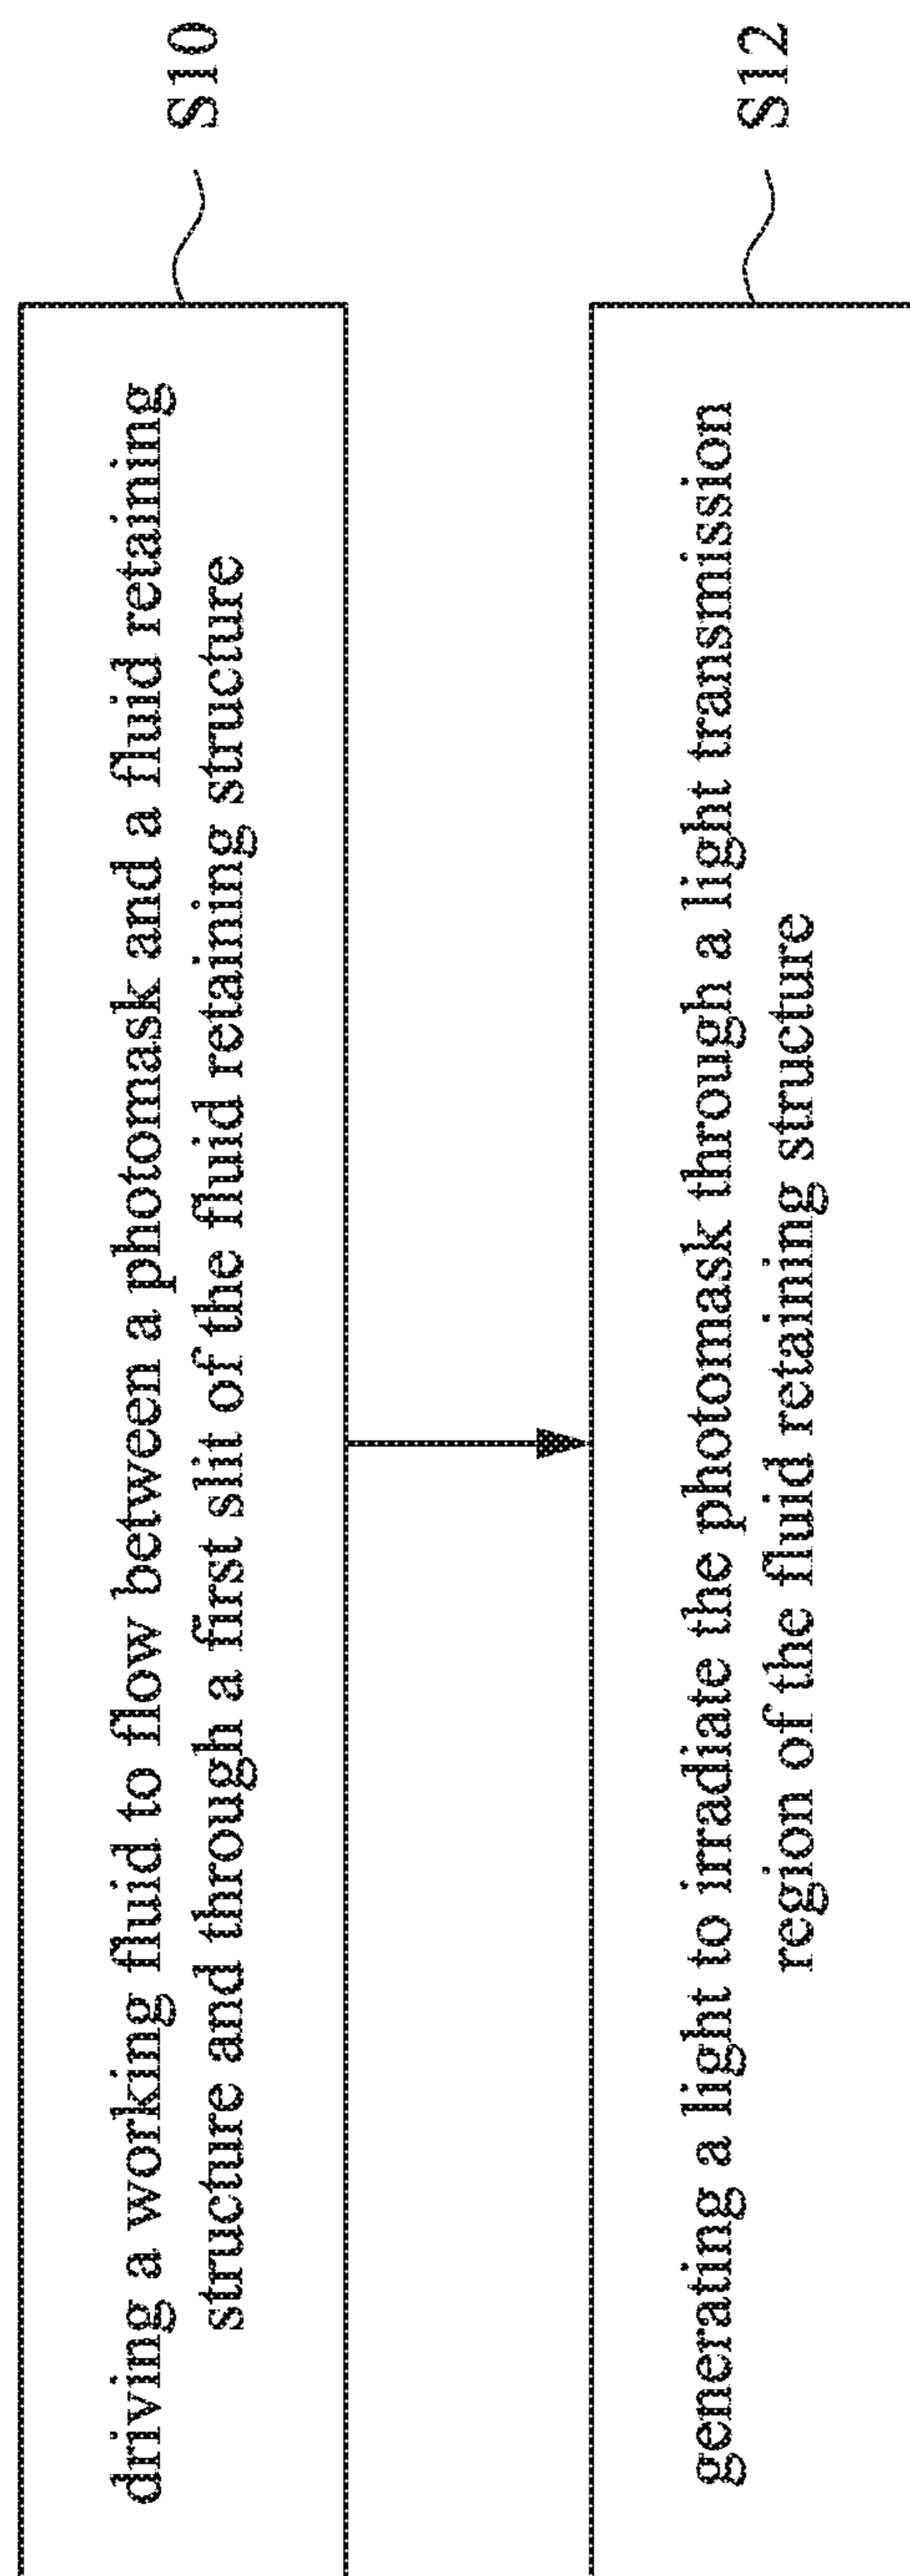 driving a working fluid to flow between a photomask and a fluid retaining
structure and through a first slit of the fluid retaining structure
S10
generating a light to irradiate the photomask through a light transmission
region of the fluid retaining structure
S12